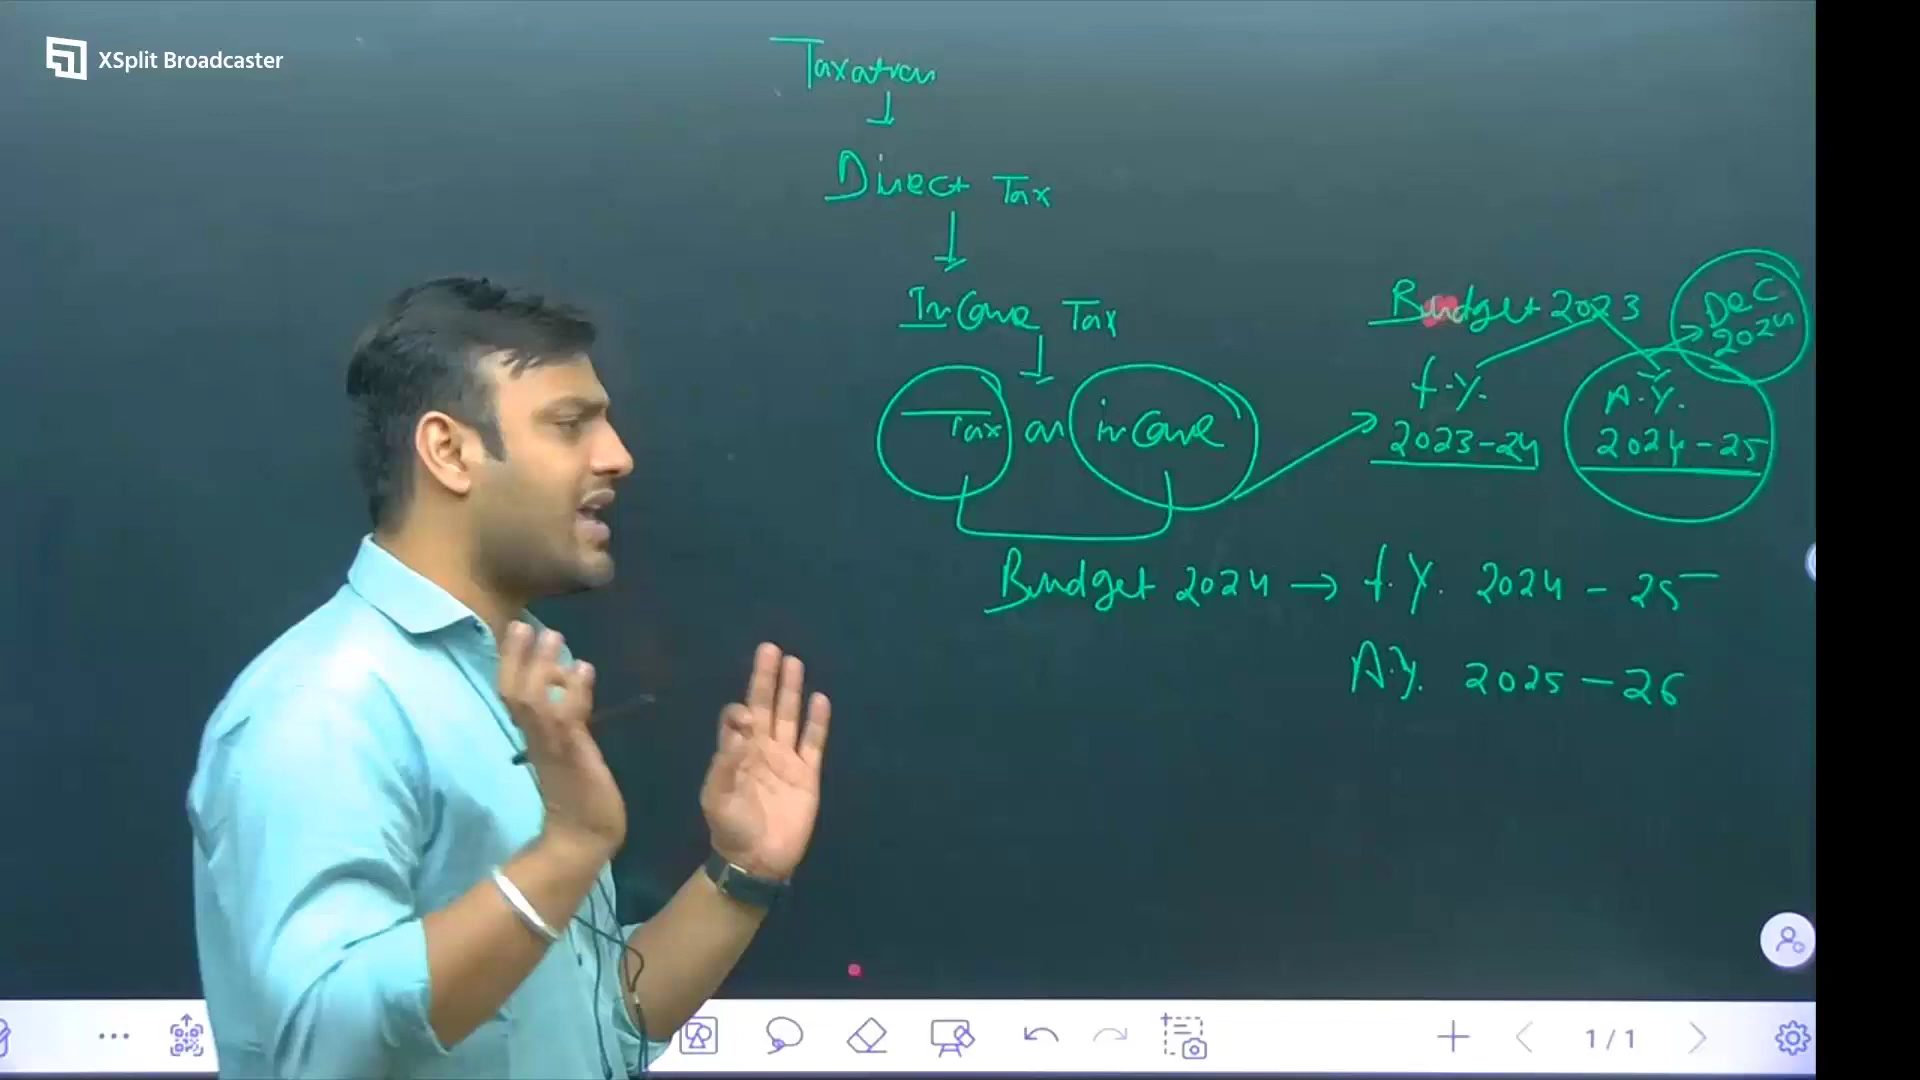 XSplit Broadcaster
Taxation
Direct Tax
Income Tax
Tax on income
Budget 2023
Dec
2024
f.y.
2023-24
A.Y.
2024-25
Budget 2024 → f.y. 2024-25
A.y. 2025-26
1/1